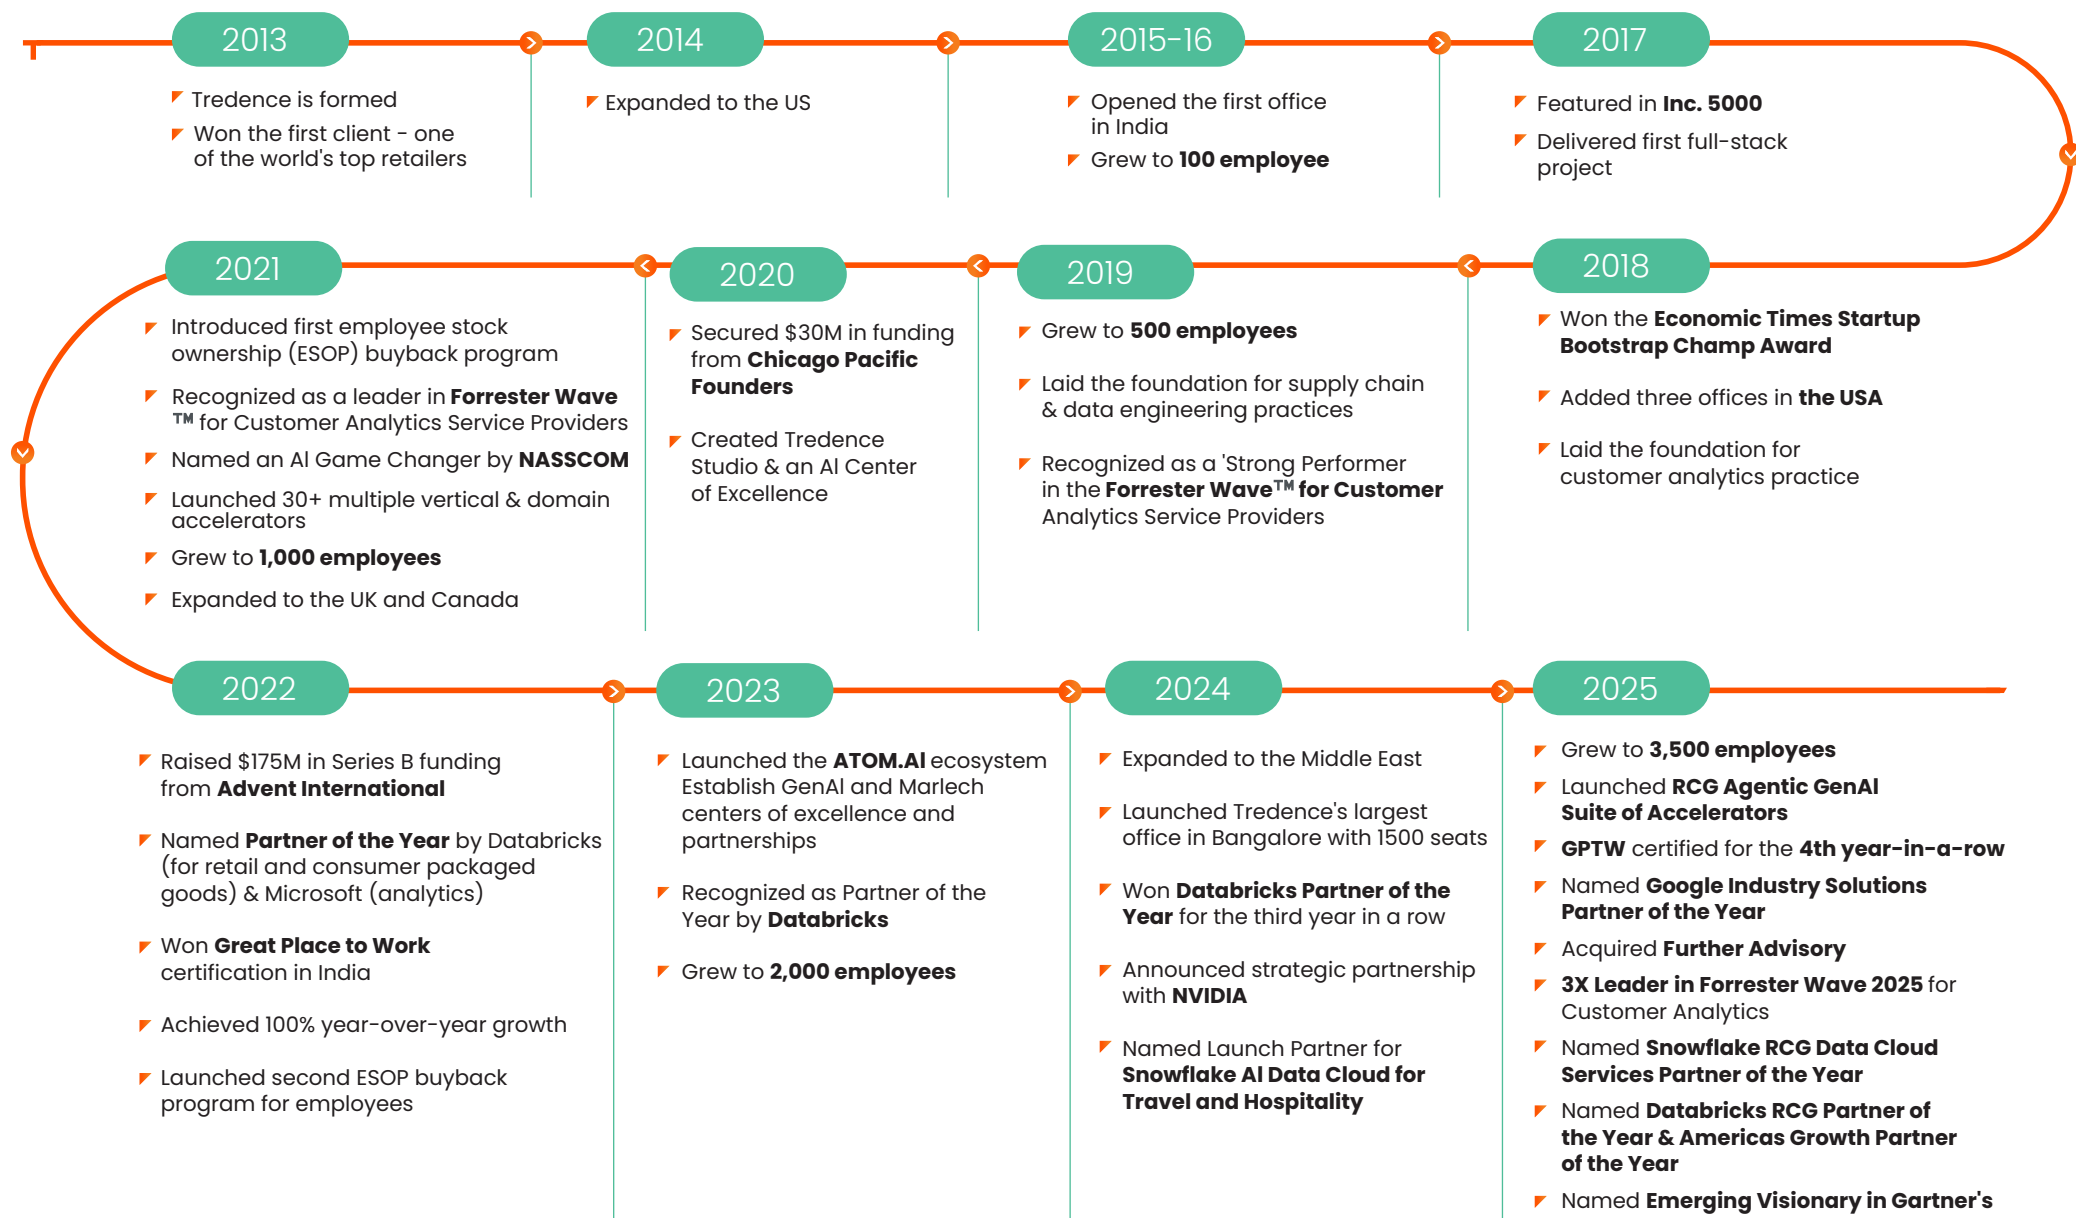 2013
Tredence is formed
Won the first client - one
of the world's top retailers
2014
Expanded to the US
2015-16
Opened the first office
in India
Grew to 100 employee
2017
Featured in Inc. 5000
Delivered first full-stack
project
2018
Won the Economic Times Startup
Bootstrap Champ Award
Added three offices in the USA
Laid the foundation for
customer analytics practice
2019
Grew to 500 employees
Laid the foundation for supply chain
& data engineering practices
Recognized as a 'Strong Performer
in the Forrester Wave™ for Customer
Analytics Service Providers
2020
Secured $30M in funding
from Chicago Pacific
Founders
Created Tredence
Studio & an AI Center
of Excellence
2021
Introduced first employee stock
ownership (ESOP) buyback program
Recognized as a leader in Forrester Wave
™ for Customer Analytics Service Providers
Named an AI Game Changer by NASSCOM
Launched 30+ multiple vertical & domain
accelerators
Grew to 1,000 employees
Expanded to the UK and Canada
2022
Raised $175M in Series B funding
from Advent International
Named Partner of the Year by Databricks
(for retail and consumer packaged
goods) & Microsoft (analytics)
Won Great Place to Work
certification in India
Achieved 100% year-over-year growth
Launched second ESOP buyback
program for employees
2023
Launched the ATOM.AI ecosystem
Establish GenAI and Marlech
centers of excellence and
partnerships
Recognized as Partner of the
Year by Databricks
Grew to 2,000 employees
2024
Expanded to the Middle East
Launched Tredence's largest
office in Bangalore with 1500 seats
Won Databricks Partner of the
Year for the third year in a row
Announced strategic partnership
with NVIDIA
Named Launch Partner for
Snowflake AI Data Cloud for
Travel and Hospitality
2025
Grew to 3,500 employees
Launched RCG Agentic GenAI
Suite of Accelerators
GPTW certified for the 4th year-in-a-row
Named Google Industry Solutions
Partner of the Year
Acquired Further Advisory
3X Leader in Forrester Wave 2025 for
Customer Analytics
Named Snowflake RCG Data Cloud
Services Partner of the Year
Named Databricks RCG Partner of
the Year & Americas Growth Partner
of the Year
Named Emerging Visionary in Gartner's